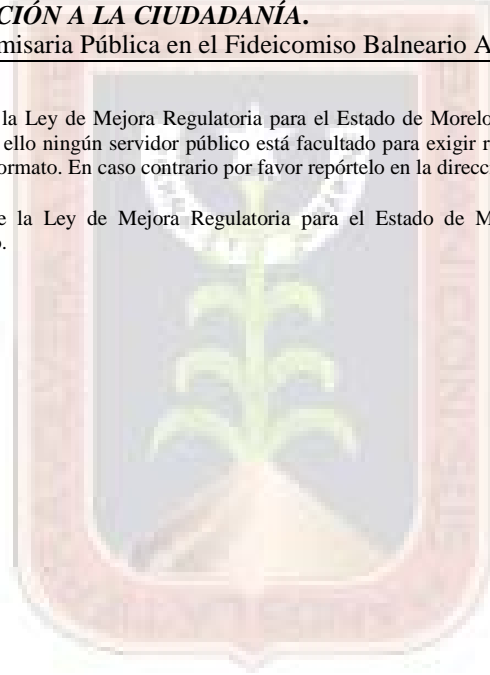 CIÓN A LA CIUDADANÍA.
misaria Pública en el Fideicomiso Balneario A
la Ley de Mejora Regulatoria para el Estado de Morelo
ello ningún servidor público está facultado para exigir r
ormato. En caso contrario por favor repórtelo en la direcci
e la Ley de Mejora Regulatoria para el Estado de M
o.